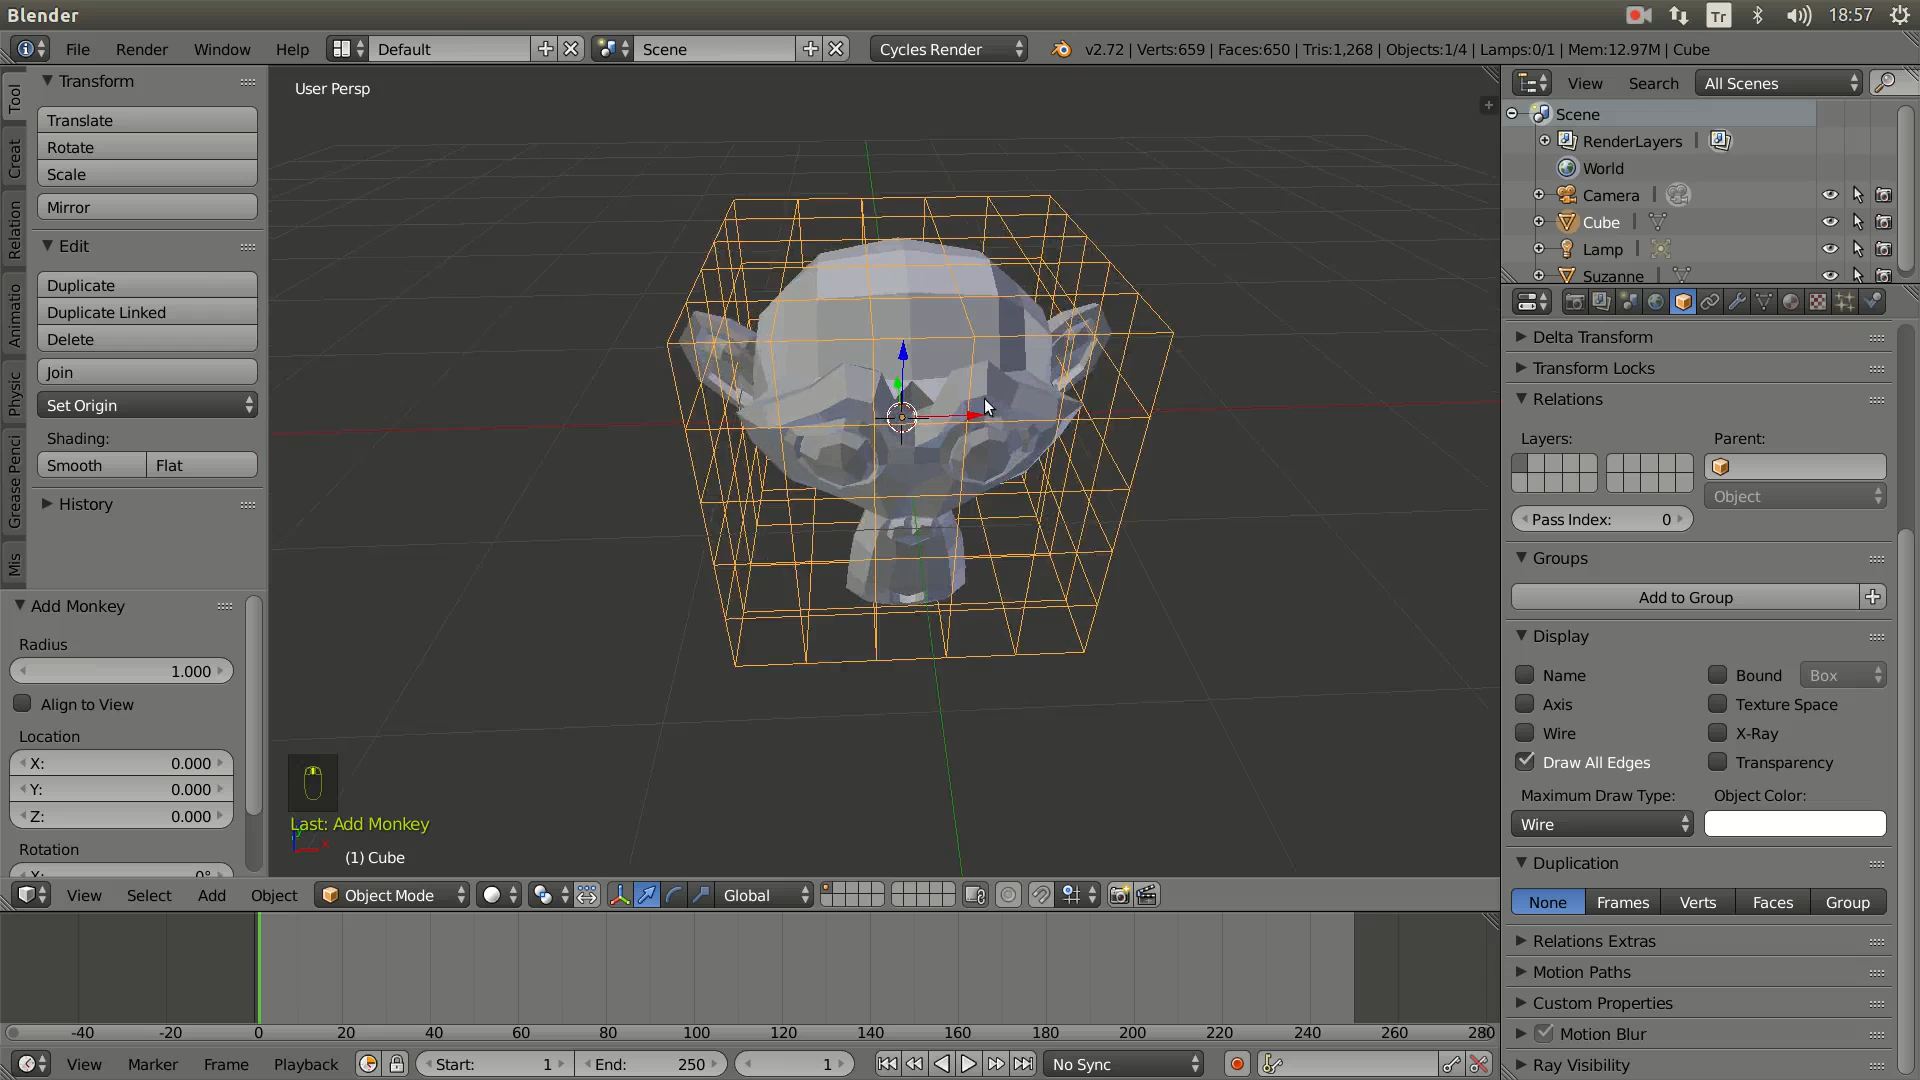 Blender
Tr
18:57
File
Render
Window
Help
Default
Scene
Cycles Render
v2.72 | Verts:659 | Faces:650 | Tris:1,268 | Objects:1/4 | Lamps:0/1 | Mem:12.97M | Cube
Tool
Creat
Relation
Animatio
Physic
Grease Penci
Mis
Transform
Translate
Rotate
Scale
Mirror
Edit
Duplicate
Duplicate Linked
Delete
Join
Set Origin
Shading:
Smooth
Flat
History
Add Monkey
Radius
1.000
Align to View
Location
X: 0.000
Y: 0.000
Z: 0.000
Rotation
X: 0°
User Persp
Last: Add Monkey
(1) Cube
x
View
Select
Add
Object
Object Mode
Global
View
Search
All Scenes
Scene
RenderLayers
World
Camera
Cube
Lamp
Suzanne
Delta Transform
Transform Locks
Relations
Layers:
Parent:
Object
Pass Index: 0
Groups
Add to Group
Display
Name
Bound
Box
Axis
Texture Space
Wire
X-Ray
Draw All Edges
Transparency
Maximum Draw Type:
Object Color:
Wire
Duplication
None
Frames
Verts
Faces
Group
Relations Extras
Motion Paths
Custom Properties
Motion Blur
Ray Visibility
-40 -20 0 20 40 60 80 100 120 140 160 180 200 220 240 260 280
View
Marker
Frame
Playback
Start: 1
End: 250
1
No Sync